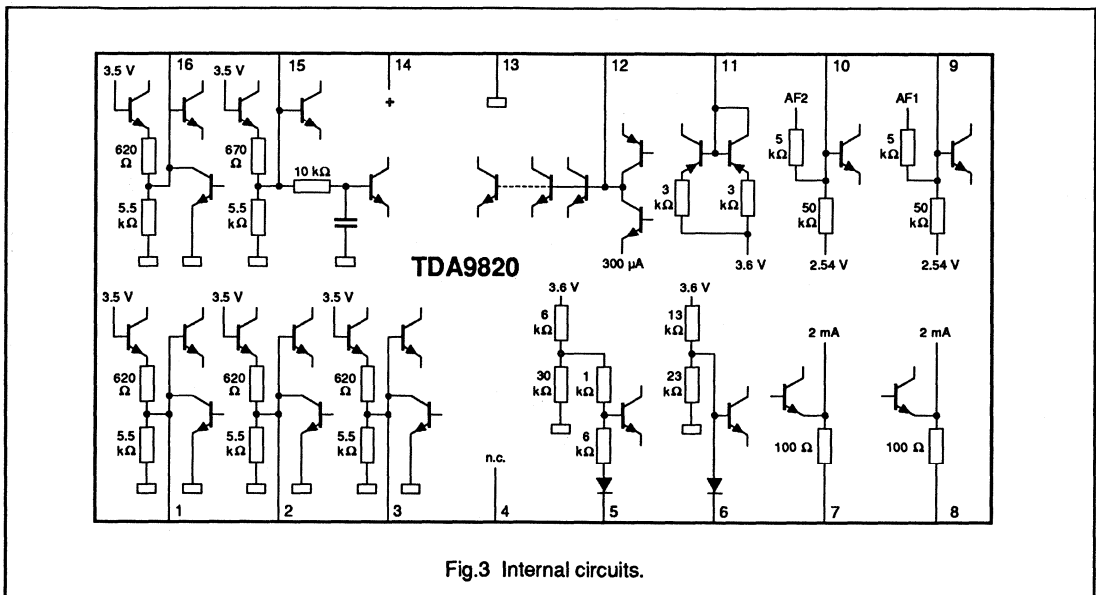 16 15 14 13 12 11 10 9
3.5 V 3.5 V + AF2 AF1
620 Ω
670 Ω
10 kΩ
5.5 kΩ
5.5 kΩ
3 kΩ
3 kΩ
5 kΩ
5 kΩ
50 kΩ
50 kΩ
300 µA
3.6 V
2.54 V
2.54 V
TDA9820
3.5 V 3.5 V 3.5 V 3.6 V 3.6 V 2 mA 2 mA
620 Ω
620 Ω
620 Ω
5.5 kΩ
5.5 kΩ
5.5 kΩ
n.c.
6 kΩ
30 kΩ
1 kΩ
6 kΩ
13 kΩ
23 kΩ
100 Ω
100 Ω
1 2 3 4 5 6 7 8
Fig.3 Internal circuits.